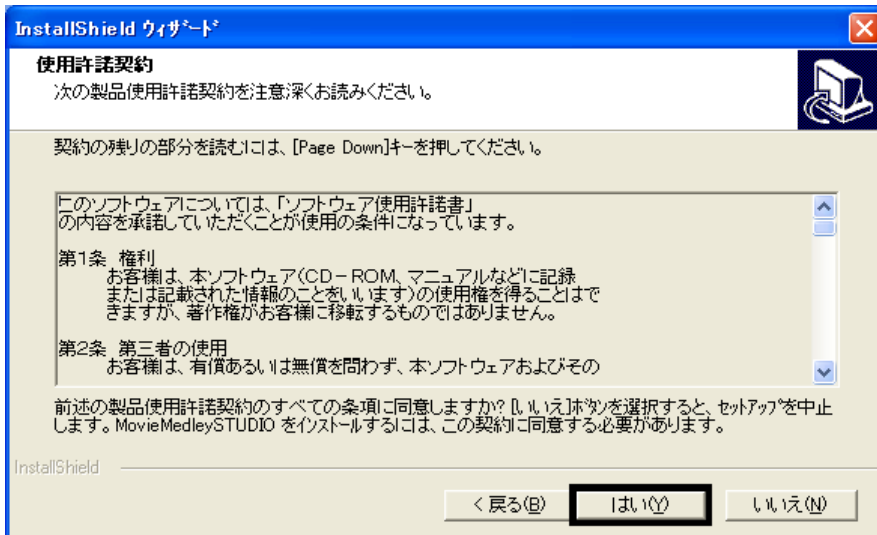 InstallShield ウィザード
使用許諾契約
次の製品使用許諾契約を注意深くお読みください。
契約の残りの部分を読むには、[Page Down]キーを押してください。
このソフトウェアについては、「ソフトウェア使用許諾書」
の内容を承諾していただくことが使用の条件になっています。
第1条 権利
お客様は、本ソフトウェア(CD－ROM、マニュアルなどに記録
または記載された情報のことをいいます)の使用権を得ることはで
きますが、著作権がお客様に移転するものではありません。
第2条 第三者の使用
お客様は、有償あるいは無償を問わず、本ソフトウェアおよびその
前述の製品使用許諾契約のすべての条項に同意しますか? [いいえ]ボタンを選択すると、セットアップを中止
します。MovieMedleySTUDIO をインストールするには、この契約に同意する必要があります。
InstallShield
< 戻る(B) はい(Y) いいえ(N)